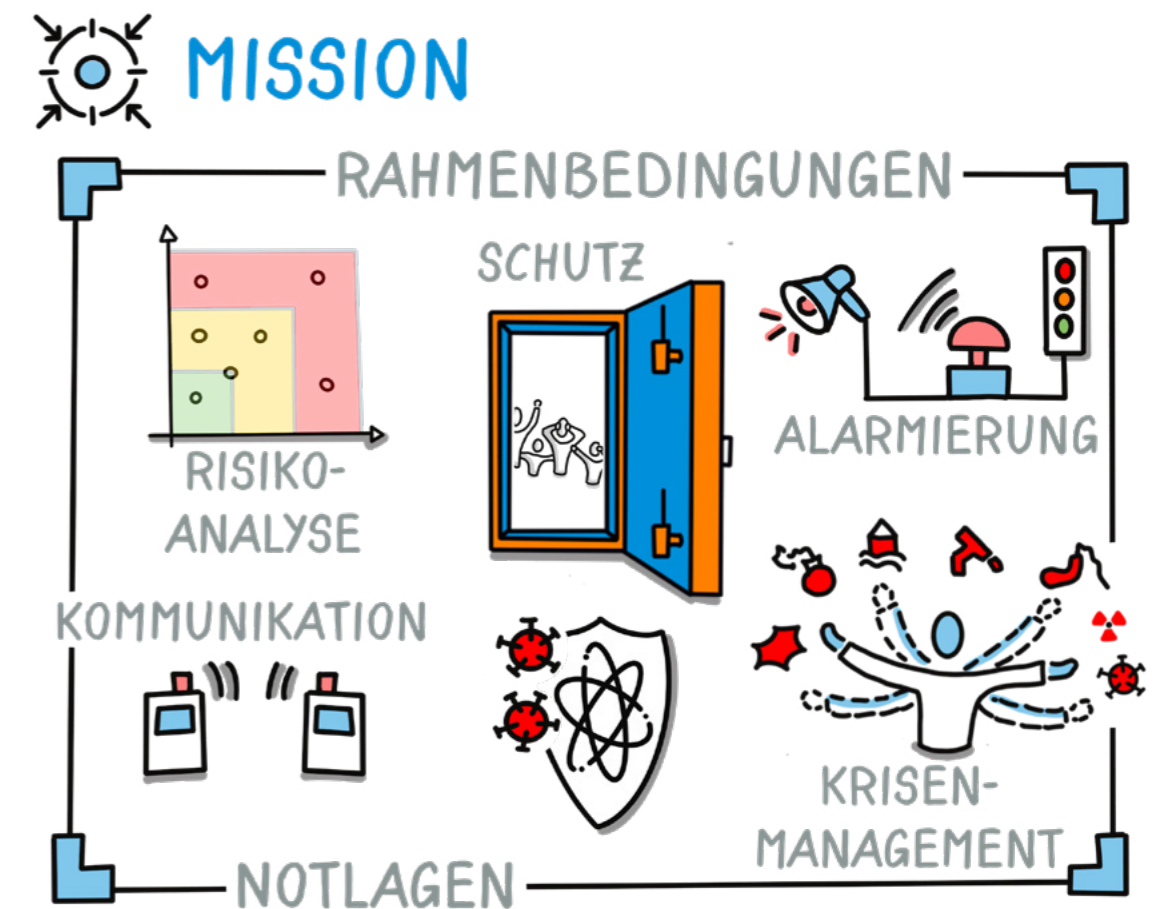 MISSION
RAHMENBEDINGUNGEN
SCHUTZ
ALARMIERUNG
RISIKO-
ANALYSE
KOMMUNIKATION
KRISEN-
MANAGEMENT
NOTLAGEN